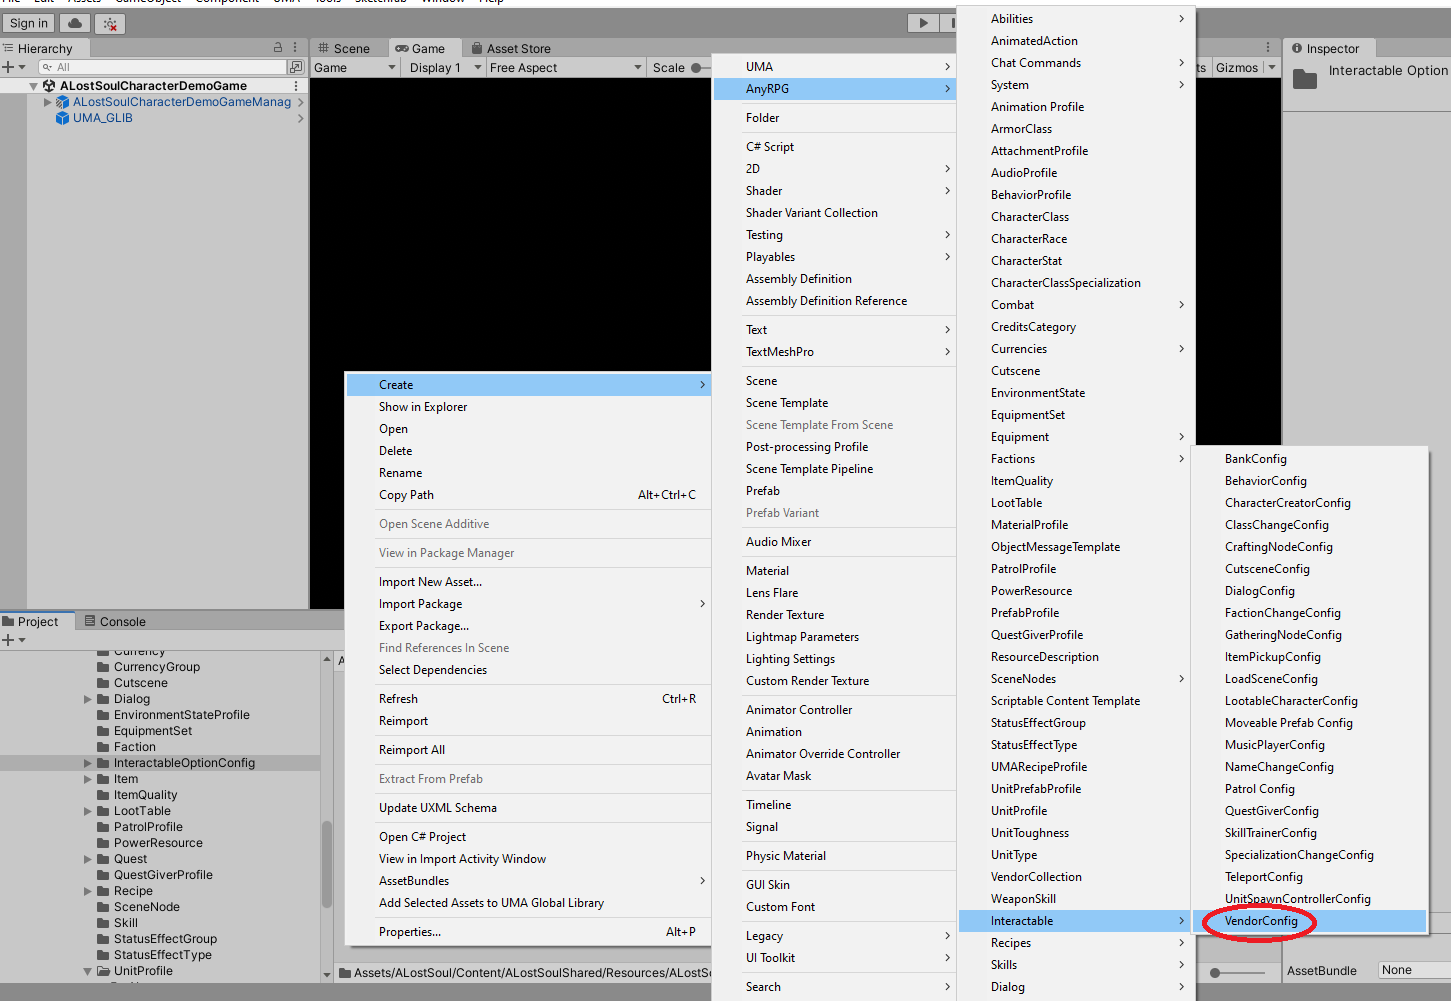 File Edit Assets GameObject Component UMA Tools Sketchfab Window Help
Sign in
Hierarchy
All
ALostSoulCharacterDemoGame
ALostSoulCharacterDemoGameManag
UMA_GLIB
Scene
Game
Asset Store
Game
Display 1
Free Aspect
Scale
ts
Gizmos
Inspector
Interactable Option
Create
Show in Explorer
Open
Delete
Rename
Copy Path Alt+Ctrl+C
Open Scene Additive
View in Package Manager
Import New Asset...
Import Package
Export Package...
Find References In Scene
Select Dependencies
Refresh Ctrl+R
Reimport
Reimport All
Extract From Prefab
Update UXML Schema
Open C# Project
View in Import Activity Window
AssetBundles
Add Selected Assets to UMA Global Library
Properties... Alt+P
UMA
AnyRPG
Folder
C# Script
2D
Shader
Shader Variant Collection
Testing
Playables
Assembly Definition
Assembly Definition Reference
Text
TextMeshPro
Scene
Scene Template
Scene Template From Scene
Post-processing Profile
Scene Template Pipeline
Prefab
Prefab Variant
Audio Mixer
Material
Lens Flare
Render Texture
Lightmap Parameters
Lighting Settings
Custom Render Texture
Animator Controller
Animation
Animator Override Controller
Avatar Mask
Timeline
Signal
Physic Material
GUI Skin
Custom Font
Legacy
UI Toolkit
Search
Abilities
AnimatedAction
Chat Commands
System
Animation Profile
ArmorClass
AttachmentProfile
AudioProfile
BehaviorProfile
CharacterClass
CharacterRace
CharacterStat
CharacterClassSpecialization
Combat
CreditsCategory
Currencies
Cutscene
EnvironmentState
EquipmentSet
Equipment
Factions
ItemQuality
LootTable
MaterialProfile
ObjectMessageTemplate
PatrolProfile
PowerResource
PrefabProfile
QuestGiverProfile
ResourceDescription
SceneNodes
Scriptable Content Template
StatusEffectGroup
StatusEffectType
UMARecipeProfile
UnitPrefabProfile
UnitProfile
UnitToughness
UnitType
VendorCollection
WeaponSkill
Interactable
Recipes
Skills
Dialog
BankConfig
BehaviorConfig
CharacterCreatorConfig
ClassChangeConfig
CraftingNodeConfig
CutsceneConfig
DialogConfig
FactionChangeConfig
GatheringNodeConfig
ItemPickupConfig
LoadSceneConfig
LootableCharacterConfig
Moveable Prefab Config
MusicPlayerConfig
NameChangeConfig
Patrol Config
QuestGiverConfig
SkillTrainerConfig
SpecializationChangeConfig
TeleportConfig
UnitSpawnControllerConfig
VendorConfig
Project
Console
Currency
CurrencyGroup
Cutscene
Dialog
EnvironmentStateProfile
EquipmentSet
Faction
InteractableOptionConfig
Item
ItemQuality
LootTable
PatrolProfile
PowerResource
Quest
QuestGiverProfile
Recipe
SceneNode
Skill
StatusEffectGroup
StatusEffectType
UnitProfile
A
Assets/ALostSoul/Content/ALostSoulShared/Resources/ALostSo
AssetBundle
None